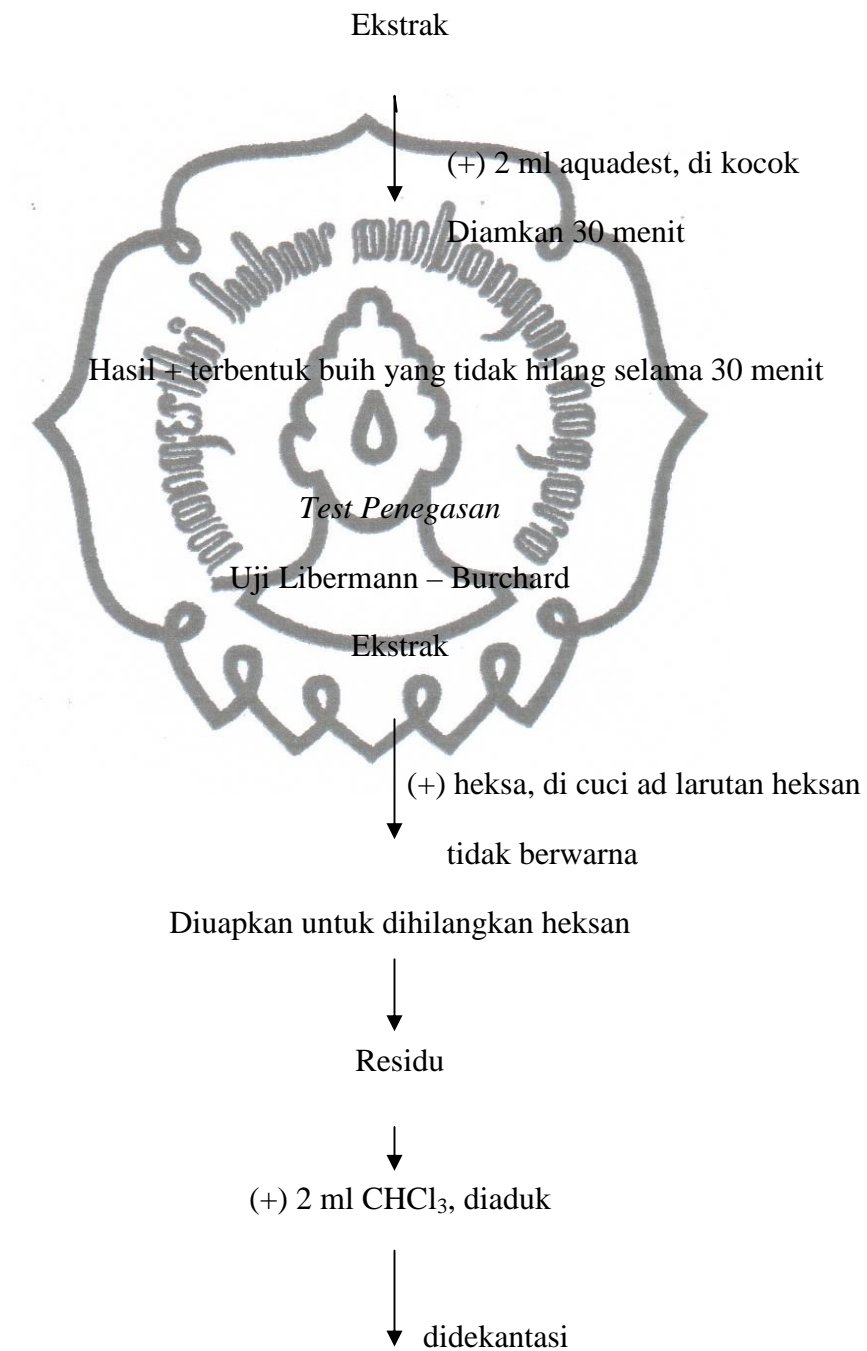 Ekstrak
(+) 2 ml aquadest, di kocok
Diamkan 30 menit
Hasil + terbentuk buih yang tidak hilang selama 30 menit
Test Penegasan
Uji Libermann – Burchard
Ekstrak
(+) heksa, di cuci ad larutan heksan
tidak berwarna
Diuapkan untuk dihilangkan heksan
Residu
(+) 2 ml CHCl₃, diaduk
didekantasi